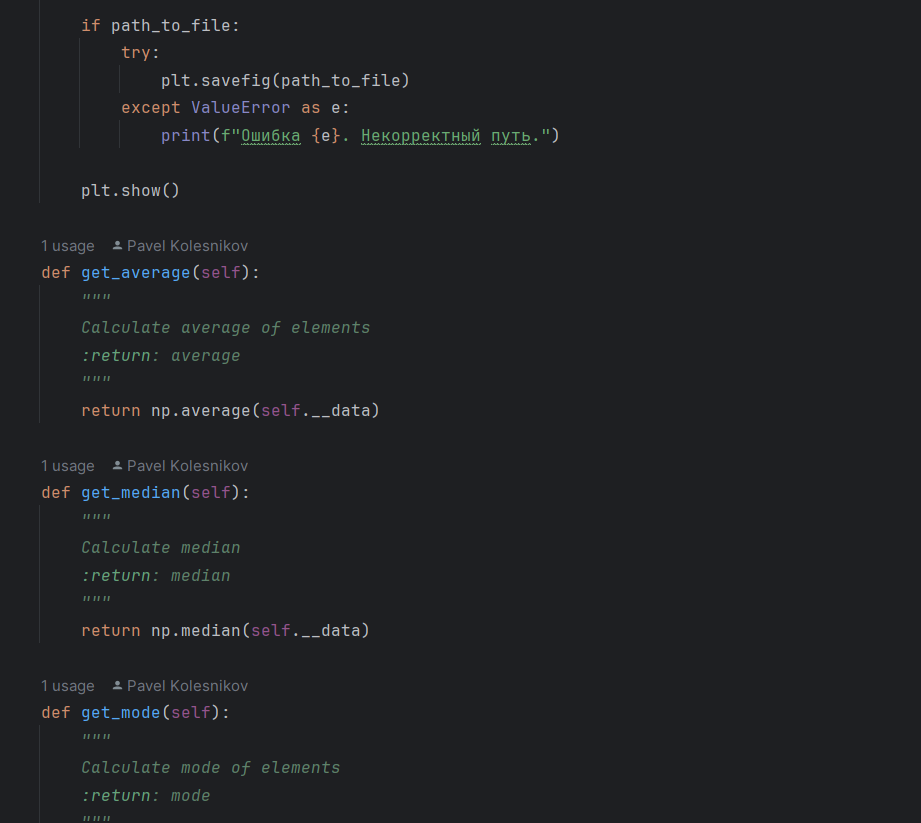 if path_to_file:
try:
plt.savefig(path_to_file)
except ValueError as e:
print(f"Ошибка {e}. Некорректный путь.")
plt.show()
1 usage Pavel Kolesnikov
def get_average(self):
"""
Calculate average of elements
:return: average
"""
return np.average(self.__data)
1 usage Pavel Kolesnikov
def get_median(self):
"""
Calculate median
:return: median
"""
return np.median(self.__data)
1 usage Pavel Kolesnikov
def get_mode(self):
"""
Calculate mode of elements
:return: mode
"""